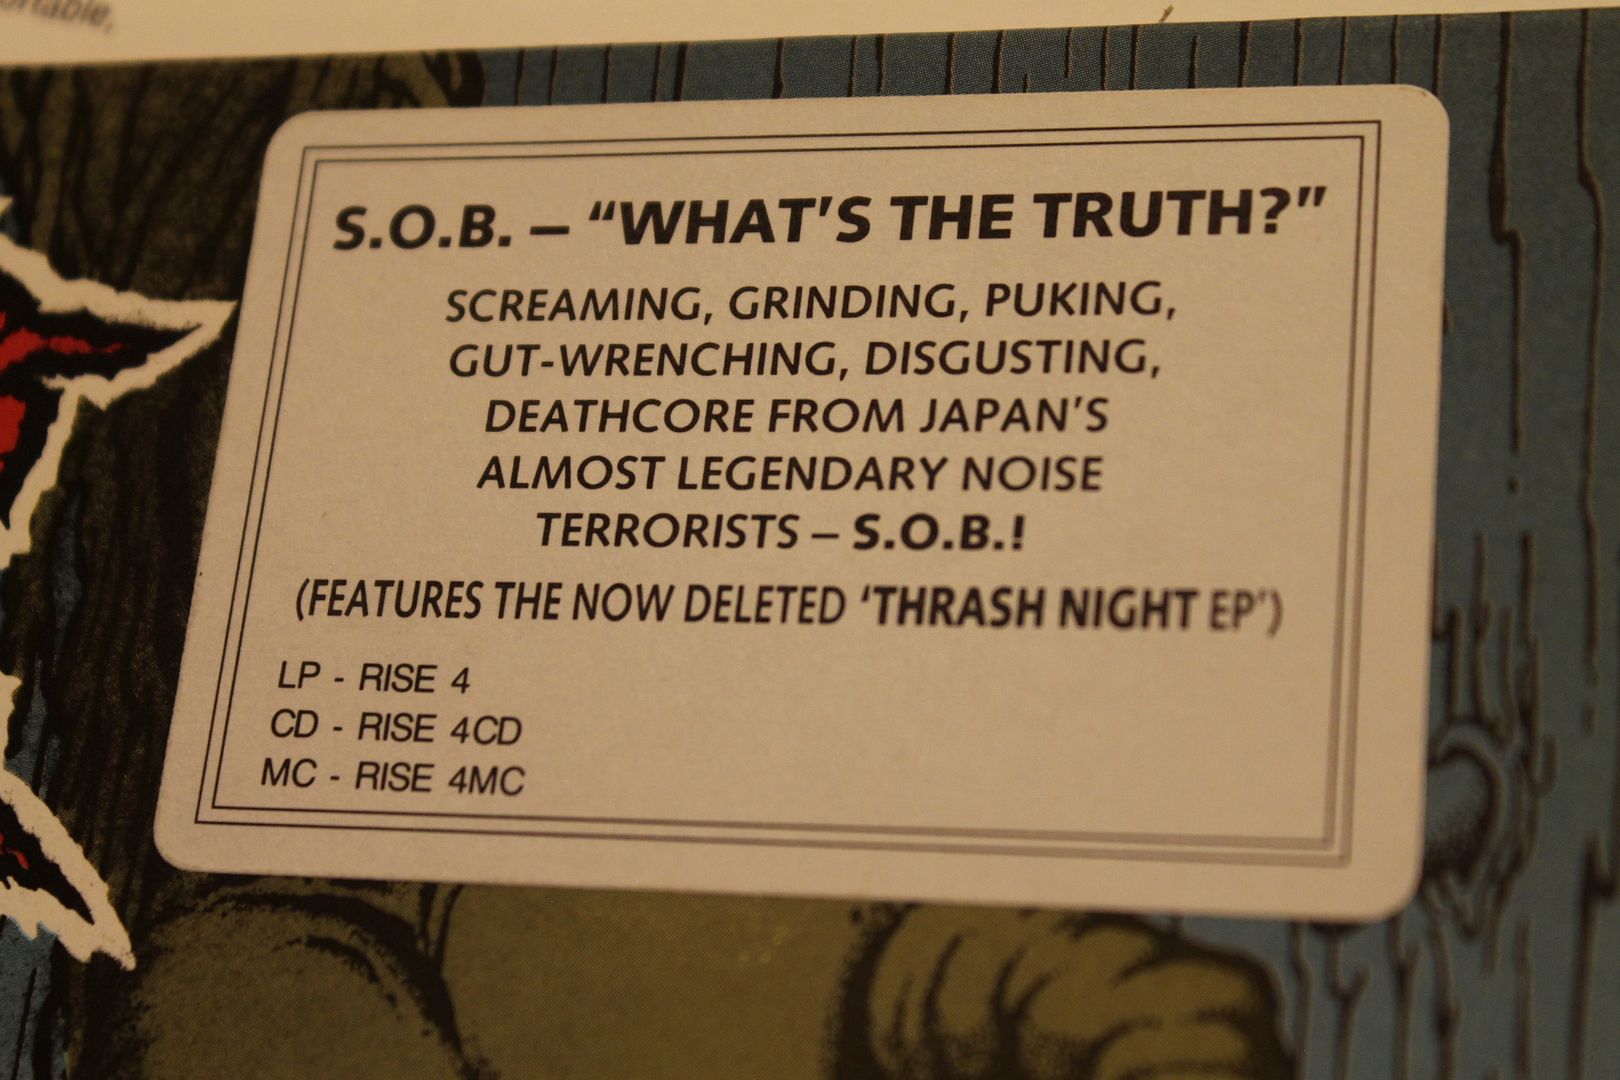 S.O.B. – “WHAT’S THE TRUTH?”
SCREAMING, GRINDING, PUKING,
GUT-WRENCHING, DISGUSTING,
DEATHCORE FROM JAPAN’S
ALMOST LEGENDARY NOISE
TERRORISTS – S.O.B.!
(FEATURES THE NOW DELETED ‘THRASH NIGHT EP’)
LP - RISE 4
CD - RISE 4CD
MC - RISE 4MC